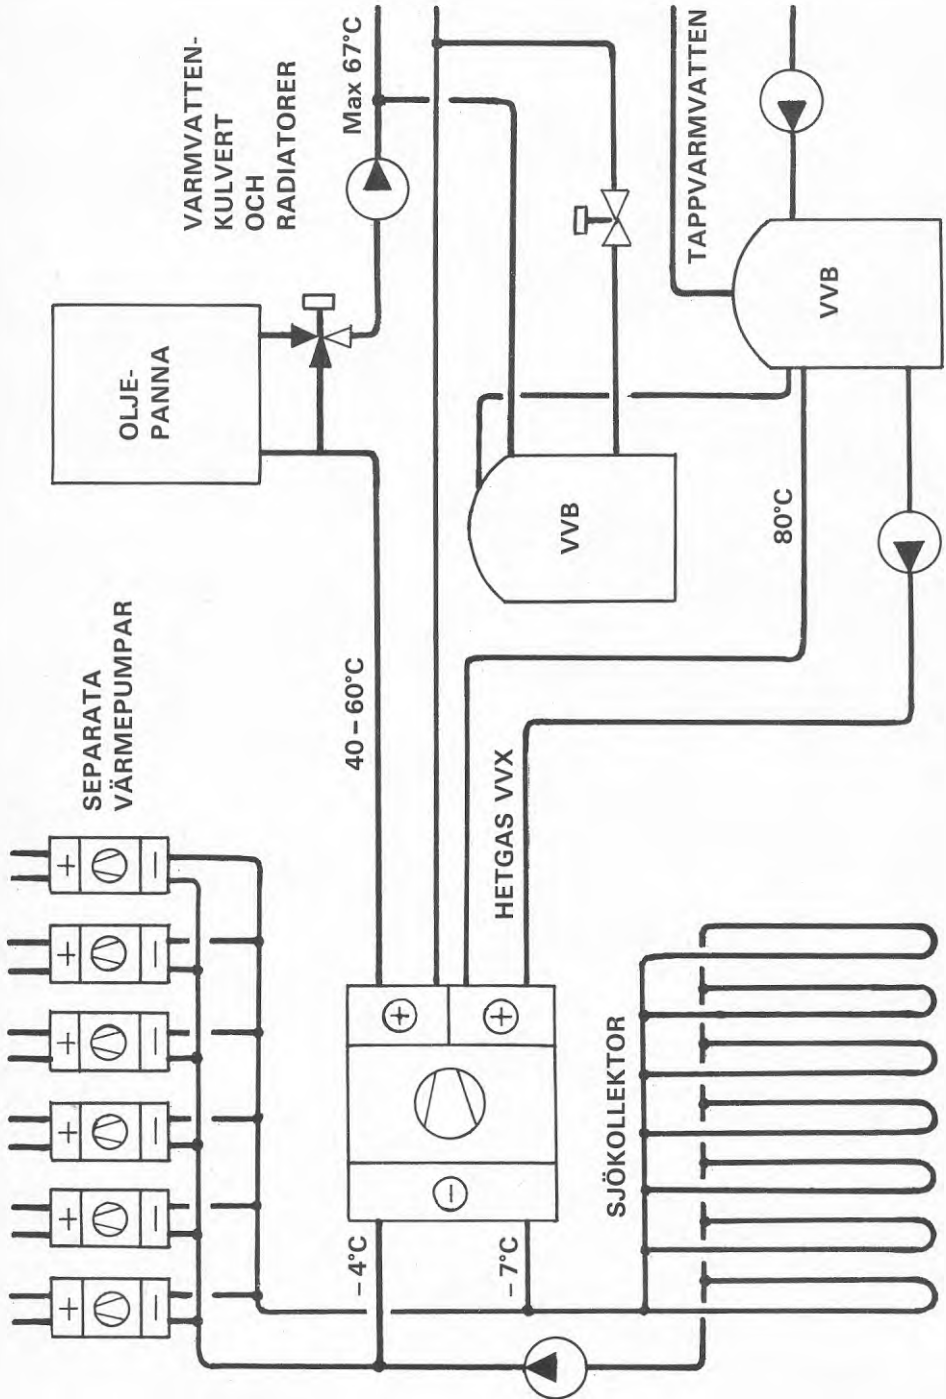 SEPARATA
VÄRMEPUMPAR
OLJE-
PANNA
VARMVATTEN-
KULVERT
OCH
RADIATORER
Max 67°C
40–60°C
–4°C
–7°C
HETGAS VVX
VVB
80°C
SJÖKOLLEKTOR
TAPPVARMVATTEN
VVB